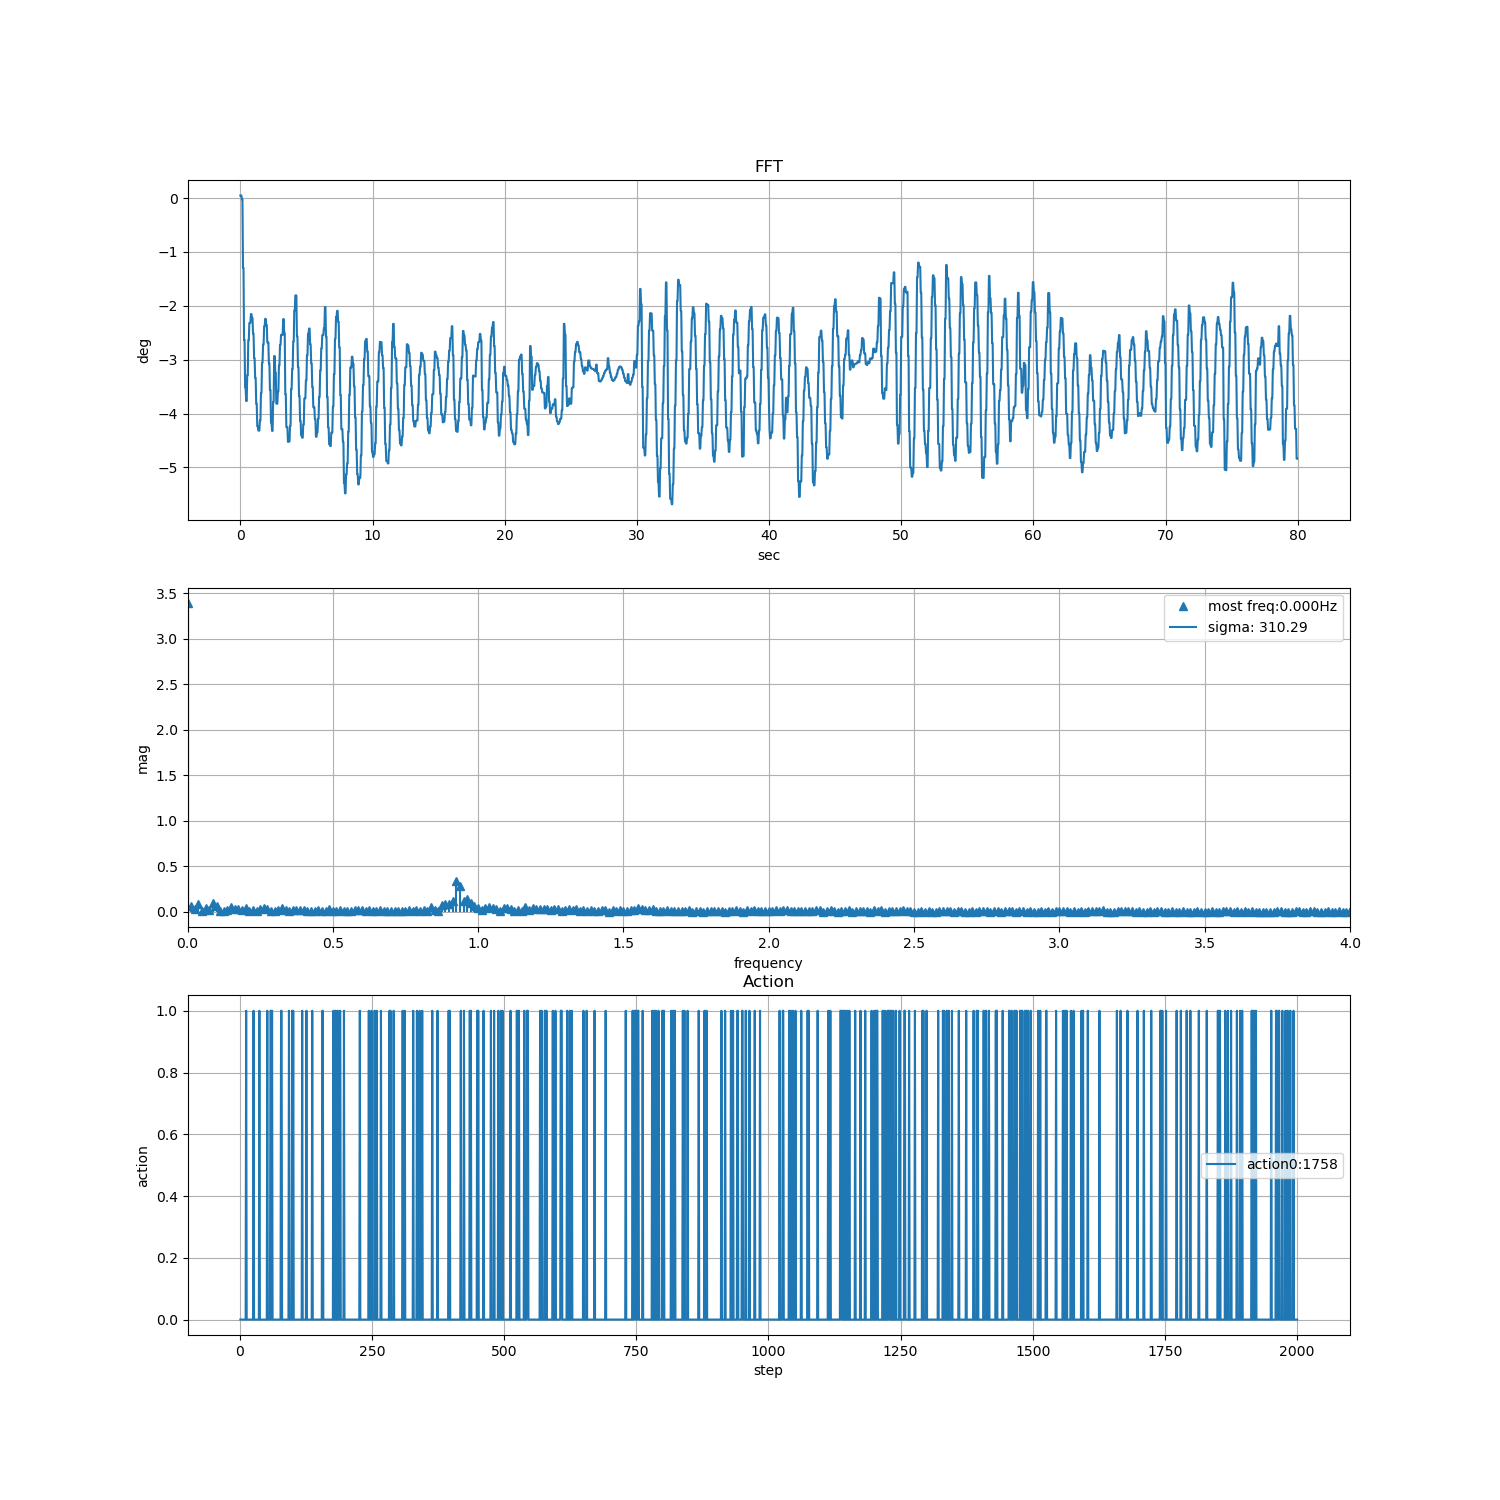 FFT
0
−1
−2
−3
−4
−5
deg
0 10 20 30 40 50 60 70 80
sec
3.5
3.0
2.5
2.0
1.5
1.0
0.5
0.0
mag
most freq:0.000Hz
sigma: 310.29
0.0 0.5 1.0 1.5 2.0 2.5 3.0 3.5 4.0
frequency
Action
1.0
0.8
0.6
0.4
0.2
0.0
action
action0:1758
0 250 500 750 1000 1250 1500 1750 2000
step